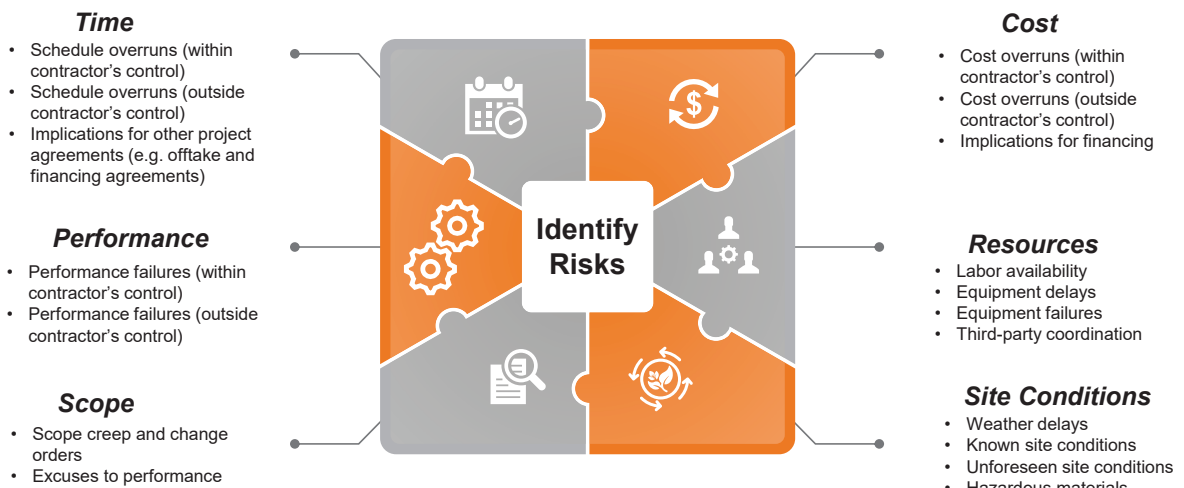 Time
• Schedule overruns (within
contractor's control)
• Schedule overruns (outside
contractor's control)
• Implications for other project
agreements (e.g. offtake and
financing agreements)
Performance
• Performance failures (within
contractor's control)
• Performance failures (outside
contractor's control)
Scope
• Scope creep and change
orders
• Excuses to performance
$
Identify
Risks
Cost
• Cost overruns (within
contractor's control)
• Cost overruns (outside
contractor's control)
• Implications for financing
Resources
• Labor availability
• Equipment delays
• Equipment failures
• Third-party coordination
Site Conditions
• Weather delays
• Known site conditions
• Unforeseen site conditions
• Hazardous materials